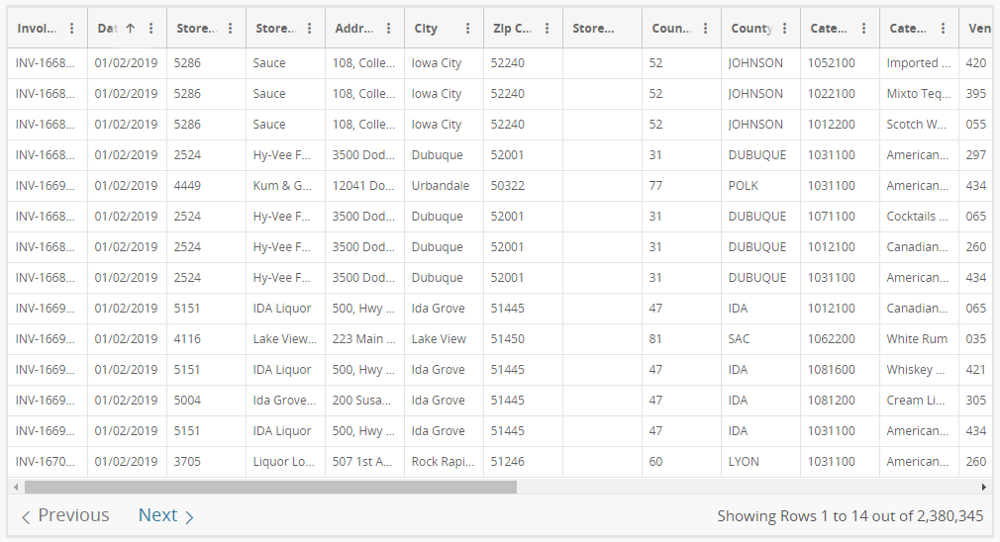 Invol... Dat Store... Store... Addr... City Zip C... Store... Coun... County Cate... Cate... Ven
INV-1668... 01/02/2019 5286 Sauce 108, Colle... Iowa City 52240 52 JOHNSON 1052100 Imported ... 420
INV-1668... 01/02/2019 5286 Sauce 108, Colle... Iowa City 52240 52 JOHNSON 1022100 Mixto Teq... 395
INV-1668... 01/02/2019 5286 Sauce 108, Colle... Iowa City 52240 52 JOHNSON 1012200 Scotch W... 055
INV-1668... 01/02/2019 2524 Hy-Vee F... 3500 Dod... Dubuque 52001 31 DUBUQUE 1031100 American... 297
INV-1669... 01/02/2019 4449 Kum & G... 12041 Do... Urbandale 50322 77 POLK 1031100 American... 434
INV-1668... 01/02/2019 2524 Hy-Vee F... 3500 Dod... Dubuque 52001 31 DUBUQUE 1071100 Cocktails ... 065
INV-1668... 01/02/2019 2524 Hy-Vee F... 3500 Dod... Dubuque 52001 31 DUBUQUE 1012100 Canadian... 260
INV-1668... 01/02/2019 2524 Hy-Vee F... 3500 Dod... Dubuque 52001 31 DUBUQUE 1031100 American... 434
INV-1669... 01/02/2019 5151 IDA Liquor 500, Hwy ... Ida Grove 51445 47 IDA 1012100 Canadian... 065
INV-1669... 01/02/2019 4116 Lake View... 223 Main ... Lake View 51450 81 SAC 1062200 White Rum 035
INV-1669... 01/02/2019 5151 IDA Liquor 500, Hwy ... Ida Grove 51445 47 IDA 1081600 Whiskey ... 421
INV-1669... 01/02/2019 5004 Ida Grove... 200 Susa... Ida Grove 51445 47 IDA 1081200 Cream Li... 305
INV-1669... 01/02/2019 5151 IDA Liquor 500, Hwy ... Ida Grove 51445 47 IDA 1031100 American... 434
INV-1670... 01/02/2019 3705 Liquor Lo... 507 1st A... Rock Rapi... 51246 60 LYON 1031100 American... 260
Previous Next Showing Rows 1 to 14 out of 2,380,345